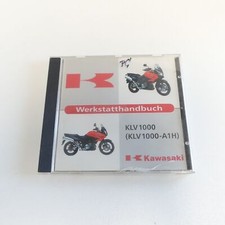 Werkstatthandbuch
KLV1000
(KLV1000-A1H)
Kawasaki